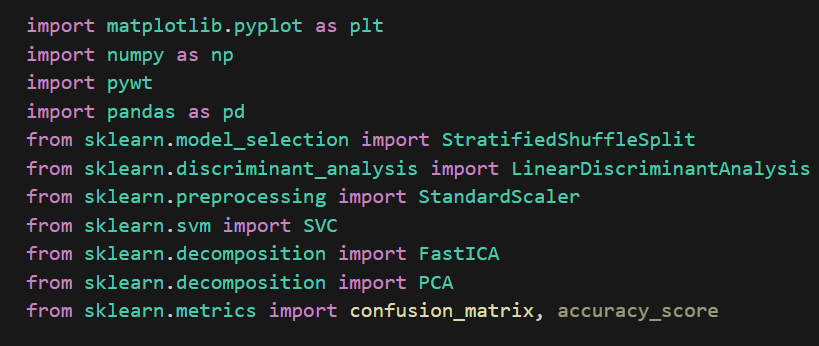 import matplotlib.pyplot as plt
import numpy as np
import pywt
import pandas as pd
from sklearn.model_selection import StratifiedShuffleSplit
from sklearn.discriminant_analysis import LinearDiscriminantAnalysis
from sklearn.preprocessing import StandardScaler
from sklearn.svm import SVC
from sklearn.decomposition import FastICA
from sklearn.decomposition import PCA
from sklearn.metrics import confusion_matrix, accuracy_score